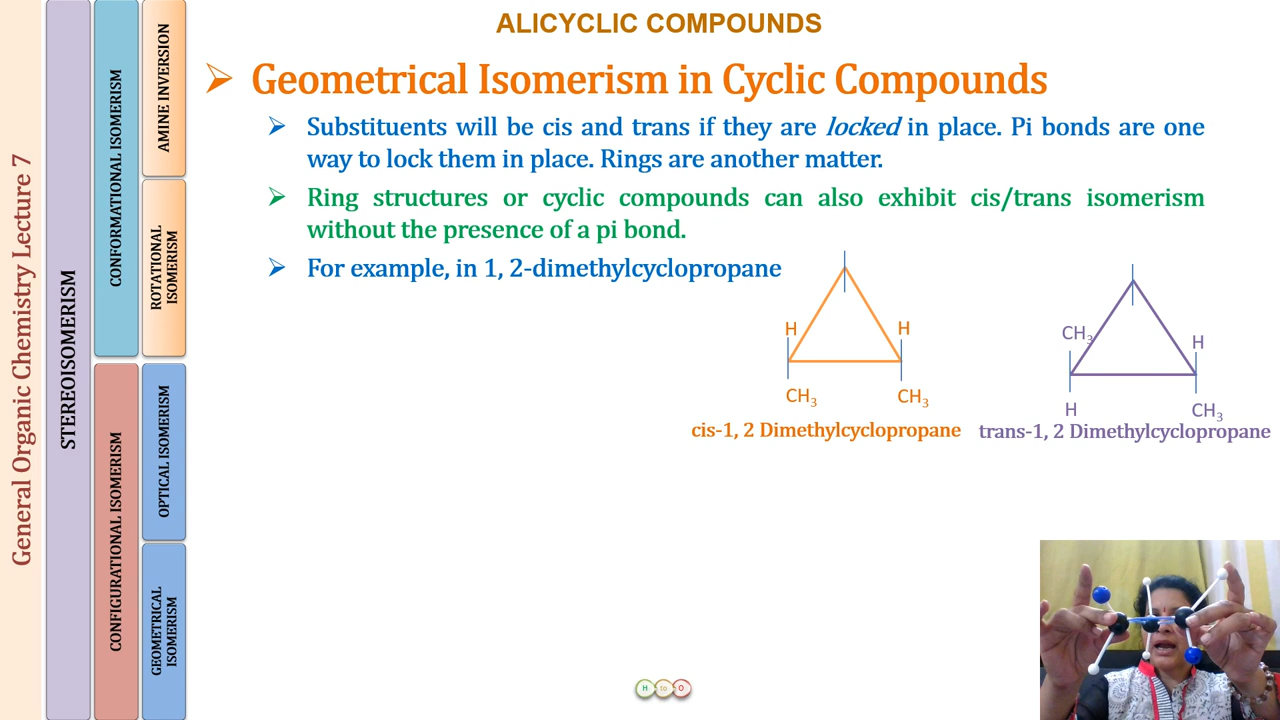 ALICYCLIC COMPOUNDS
Geometrical Isomerism in Cyclic Compounds
Substituents will be cis and trans if they are locked in place. Pi bonds are one
way to lock them in place. Rings are another matter.
Ring structures or cyclic compounds can also exhibit cis/trans isomerism
without the presence of a pi bond.
For example, in 1, 2-dimethylcyclopropane
H H
CH₃ CH₃
cis-1, 2 Dimethylcyclopropane
CH₃ H
H CH₃
trans-1, 2 Dimethylcyclopropane
General Organic Chemistry Lecture 7
STEREOISOMERISM
CONFORMATIONAL ISOMERISM
CONFIGURATIONAL ISOMERISM
AMINE INVERSION
ROTATIONAL
ISOMERISM
OPTICAL ISOMERISM
GEOMETRICAL
ISOMERISM
H to O